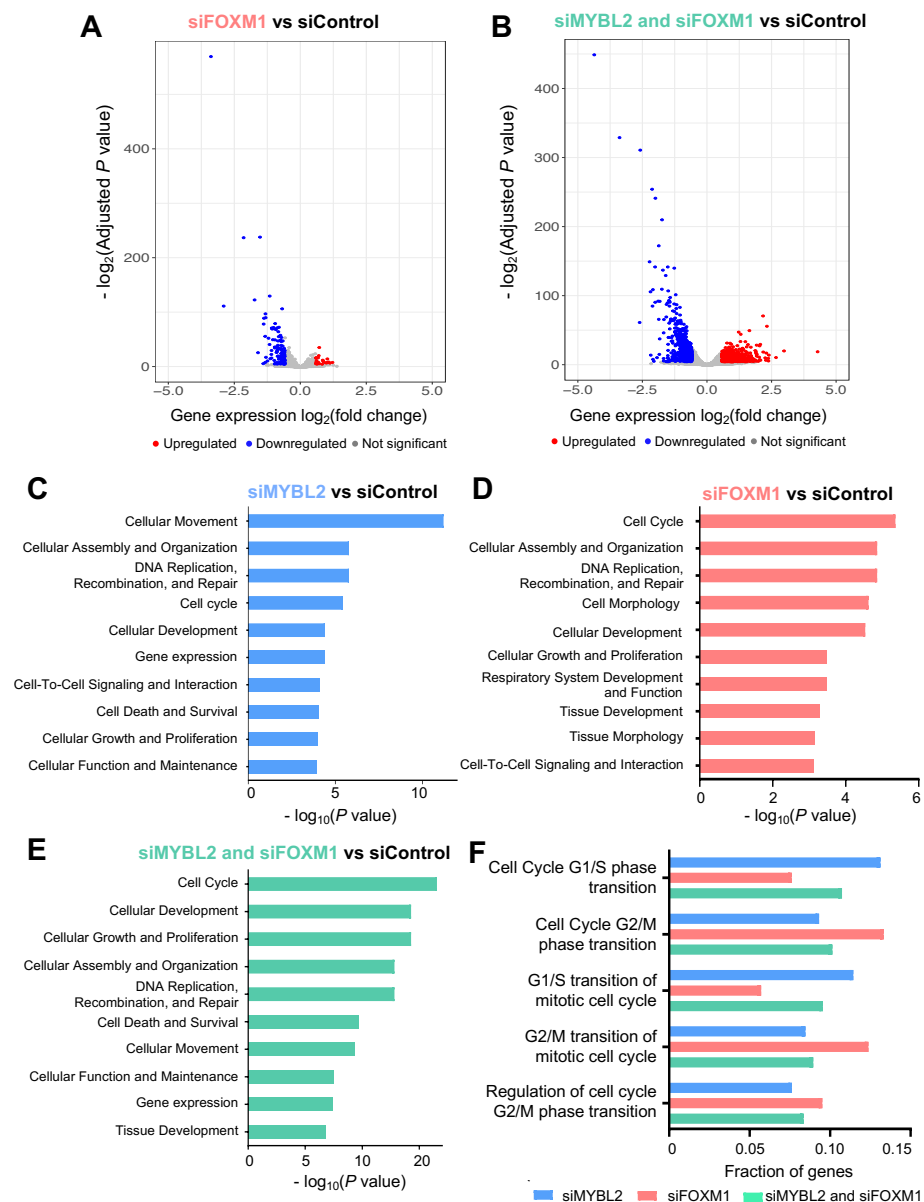 A
siFOXM1 vs siControl
- log2(Adjusted P value)
400
200
0
−5.0
−2.5
0.0
2.5
5.0
Gene expression log2(fold change)
Upregulated Downregulated Not significant
B
siMYBL2 and siFOXM1 vs siControl
- log2(Adjusted P value)
400
300
200
100
0
−5.0
−2.5
0.0
2.5
5.0
Gene expression log2(fold change)
Upregulated Downregulated Not significant
C
siMYBL2 vs siControl
Cellular Movement
Cellular Assembly and Organization
DNA Replication,
Recombination, and Repair
Cell cycle
Cellular Development
Gene expression
Cell-To-Cell Signaling and Interaction
Cell Death and Survival
Cellular Growth and Proliferation
Cellular Function and Maintenance
0
5
10
- log10(P value)
D
siFOXM1 vs siControl
Cell Cycle
Cellular Assembly and Organization
DNA Replication,
Recombination, and Repair
Cell Morphology
Cellular Development
Cellular Growth and Proliferation
Respiratory System Development
and Function
Tissue Development
Tissue Morphology
Cell-To-Cell Signaling and Interaction
0
2
4
6
- log10(P value)
E
siMYBL2 and siFOXM1 vs siControl
Cell Cycle
Cellular Development
Cellular Growth and Proliferation
Cellular Assembly and Organization
DNA Replication,
Recombination, and Repair
Cell Death and Survival
Cellular Movement
Cellular Function and Maintenance
Gene expression
Tissue Development
0
5
10
20
- log10(P value)
F
Cell Cycle G1/S phase
transition
Cell Cycle G2/M
phase transition
G1/S transition of
mitotic cell cycle
G2/M transition of
mitotic cell cycle
Regulation of cell cycle
G2/M phase transition
0
0.05
0.10
0.15
Fraction of genes
siMYBL2 siFOXM1 siMYBL2 and siFOXM1